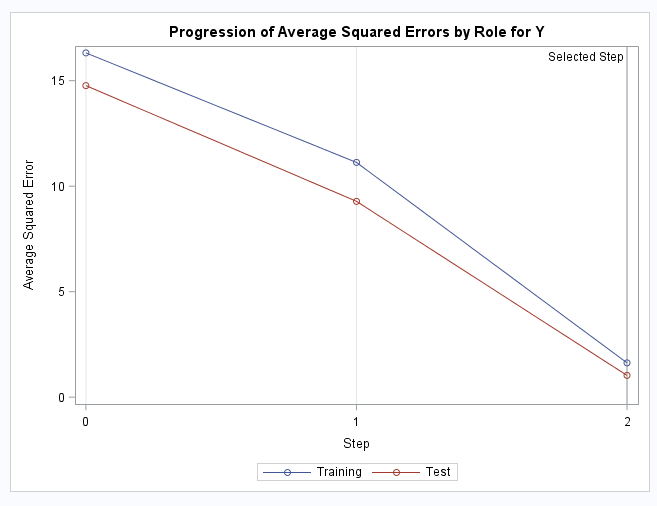 Progression of Average Squared Errors by Role for Y
Selected Step
15
10
5
0
Average Squared Error
0 1 2
Step
Training Test